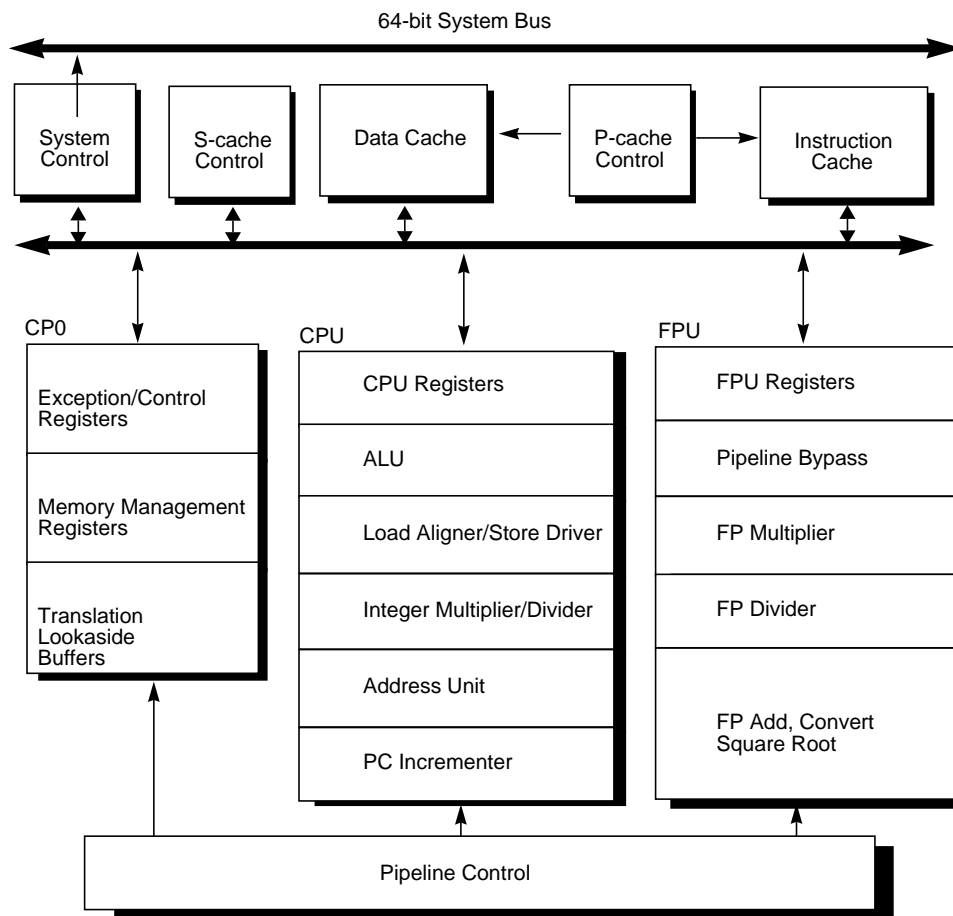 64-bit System Bus
System
Control
S-cache
Control
Data Cache
P-cache
Control
Instruction
Cache
CP0
Exception/Control
Registers
Memory Management
Registers
Translation
Lookaside
Buffers
CPU
CPU Registers
ALU
Load Aligner/Store Driver
Integer Multiplier/Divider
Address Unit
PC Incrementer
FPU
FPU Registers
Pipeline Bypass
FP Multiplier
FP Divider
FP Add, Convert
Square Root
Pipeline Control